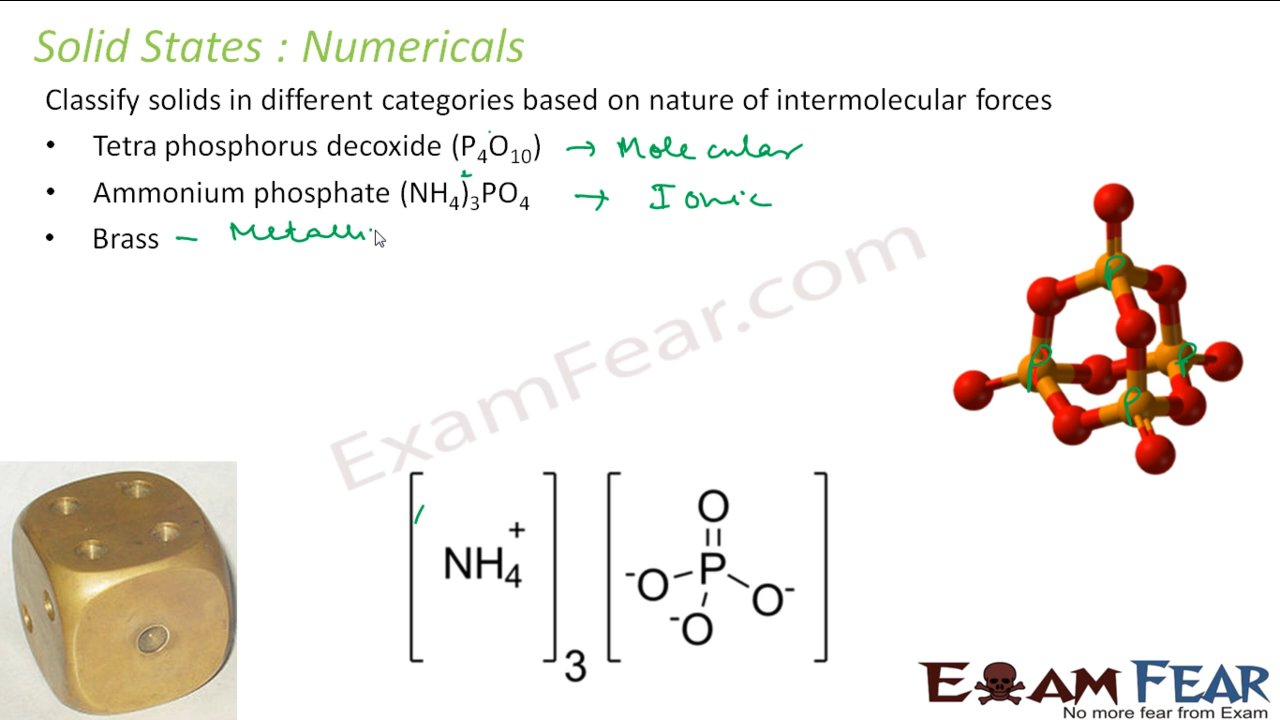 Solid States : Numericals
Classify solids in different categories based on nature of intermolecular forces
• Tetra phosphorus decoxide (P₄O₁₀) → Molecular
• Ammonium phosphate (NH₄)₃PO₄ → Ionic
• Brass – Metalli
P
P
P
P
ExamFear.com
[NH₄⁺]₃ [
O
||
⁻O–P–O⁻
⁻O
]
EXAM FEAR
No more fear from Exam